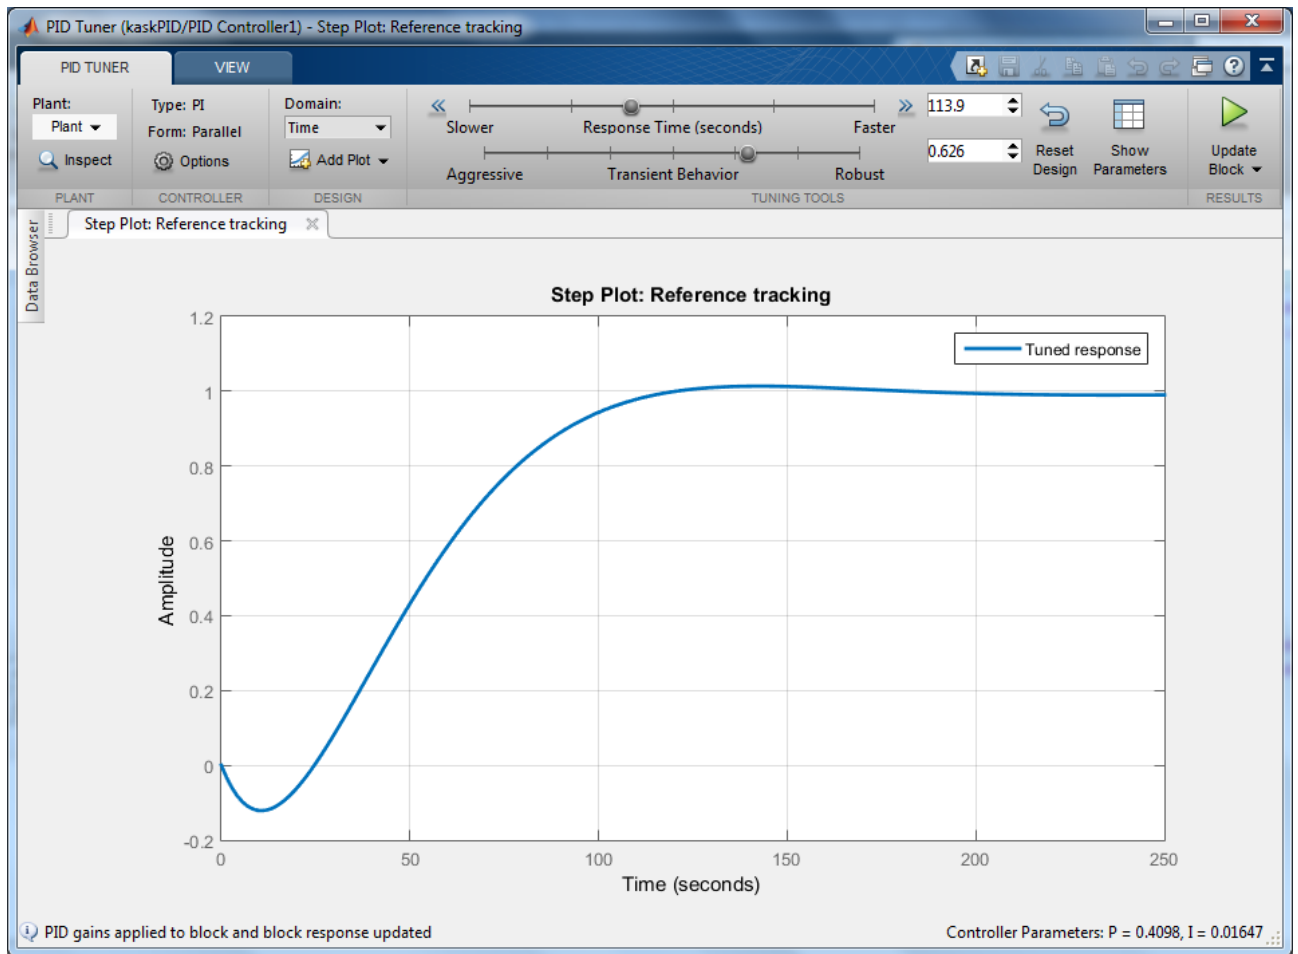 PID Tuner (kaskPID/PID Controller1) - Step Plot: Reference tracking
PID TUNER
VIEW
Plant:
Plant
Inspect
PLANT
Type: PI
Form: Parallel
Options
CONTROLLER
Domain:
Time
Add Plot
DESIGN
Slower
Response Time (seconds)
Faster
113.9
Aggressive
Transient Behavior
Robust
0.626
Reset
Design
Show
Parameters
TUNING TOOLS
Update
Block
RESULTS
Data Browser
Step Plot: Reference tracking
Step Plot: Reference tracking
Tuned response
1.2
1
0.8
0.6
0.4
0.2
0
-0.2
Amplitude
0
50
100
150
200
250
Time (seconds)
PID gains applied to block and block response updated
Controller Parameters: P = 0.4098, I = 0.01647